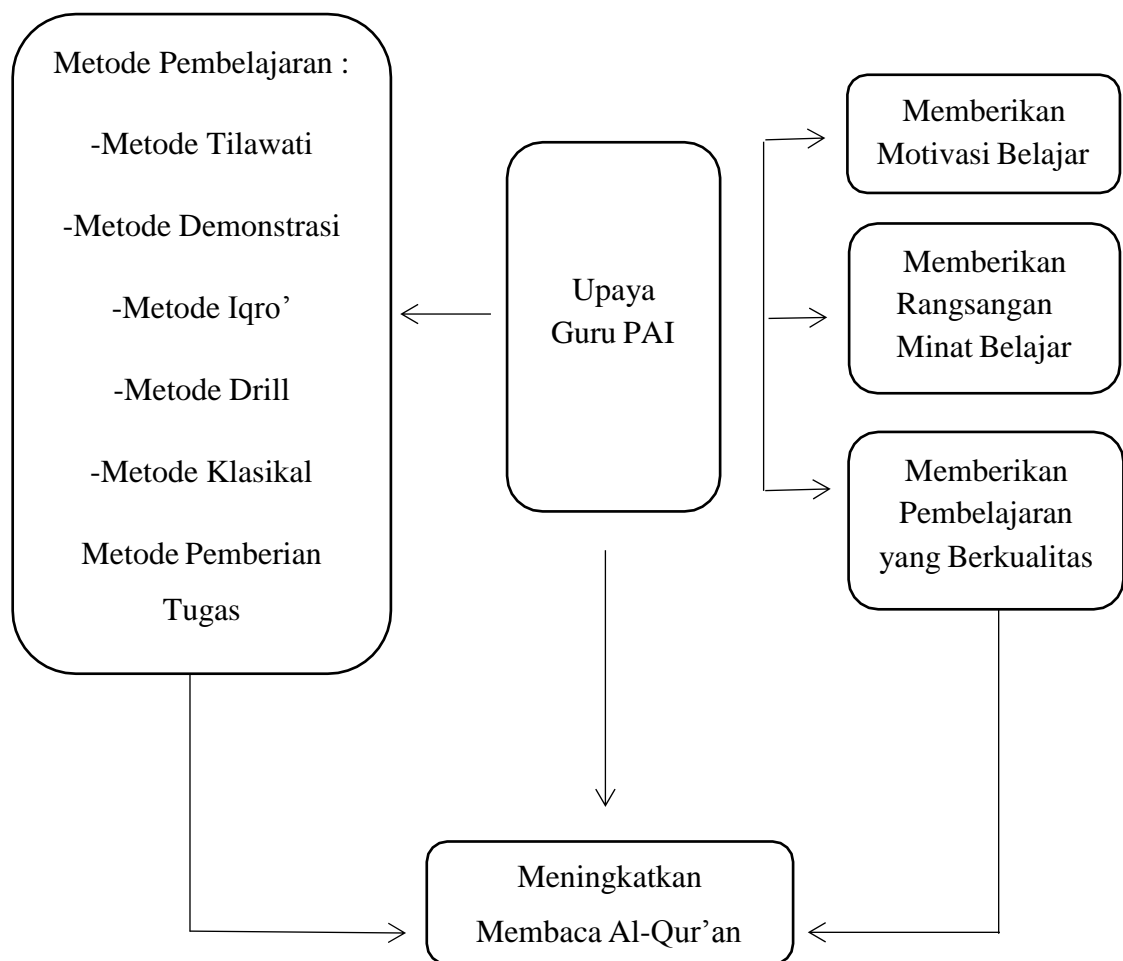 Metode Pembelajaran :
-Metode Tilawati
-Metode Demonstrasi
-Metode Iqro’
-Metode Drill
-Metode Klasikal
Metode Pemberian
Tugas
Upaya
Guru PAI
Memberikan
Motivasi Belajar
Memberikan
Rangsangan
Minat Belajar
Memberikan
Pembelajaran
yang Berkualitas
Meningkatkan
Membaca Al-Qur’an